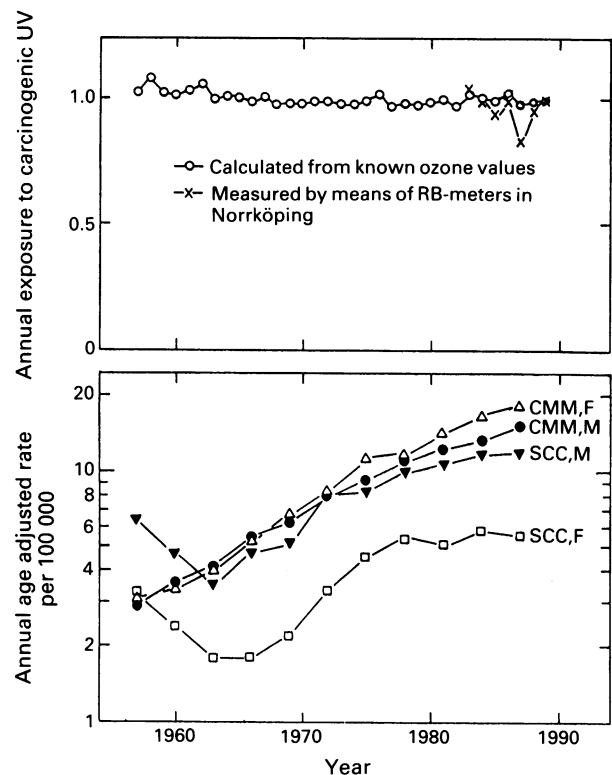 Annual exposure to carcinogenic UV
1.0
0.5
0
Calculated from known ozone values
Measured by means of RB-meters in
Norrköping
Annual age adjusted rate
per 100 000
20
10
8
6
4
2
1
CMM,F
CMM,M
SCC,M
SCC,F
1960
1970
1980
1990
Year